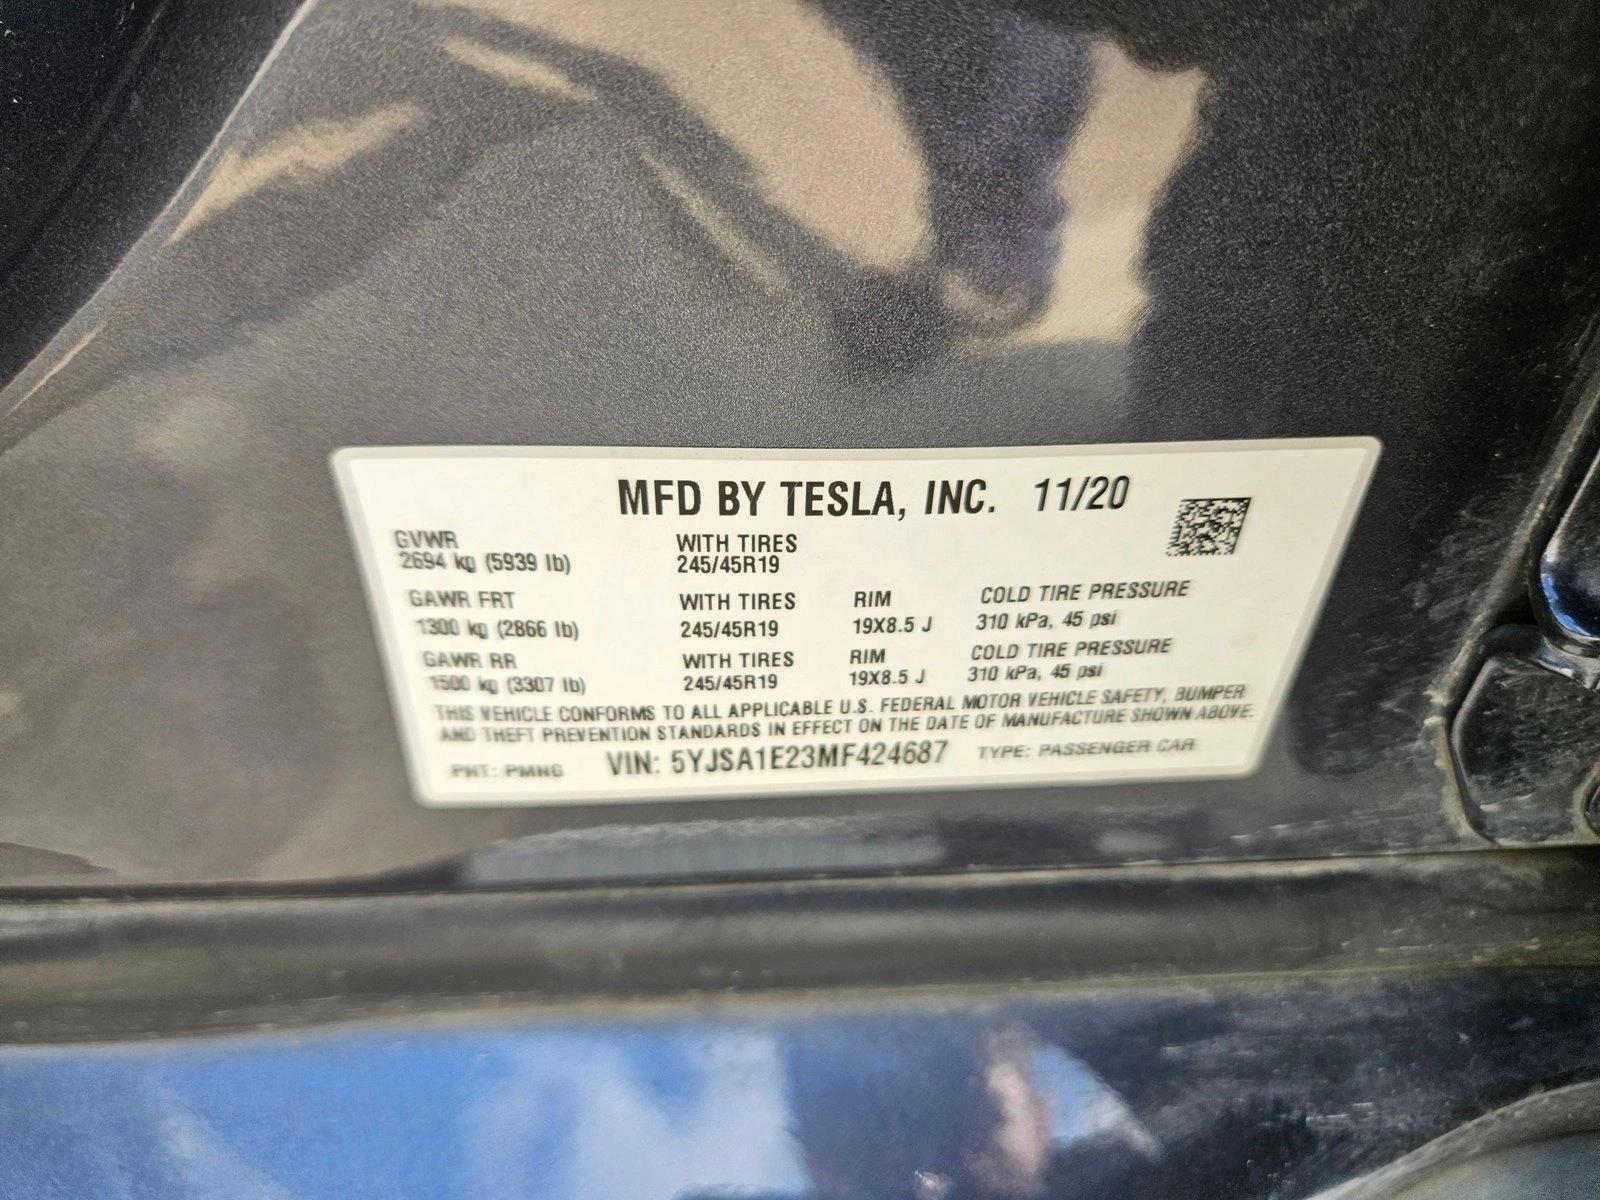 MFD BY TESLA, INC. 11/20
GVWR WITH TIRES
2694 kg (5939 lb) 245/45R19
GAWR FRT WITH TIRES RIM COLD TIRE PRESSURE
1300 kg (2866 lb) 245/45R19 19X8.5 J 310 kPa, 45 psi
GAWR RR WITH TIRES RIM COLD TIRE PRESSURE
1500 kg (3307 lb) 245/45R19 19X8.5 J 310 kPa, 45 psi
THIS VEHICLE CONFORMS TO ALL APPLICABLE U.S. FEDERAL MOTOR VEHICLE SAFETY, BUMPER
AND THEFT PREVENTION STANDARDS IN EFFECT ON THE DATE OF MANUFACTURE SHOWN ABOVE.
PNT: PMNG VIN: 5YJSA1E23MF424687 TYPE: PASSENGER CAR